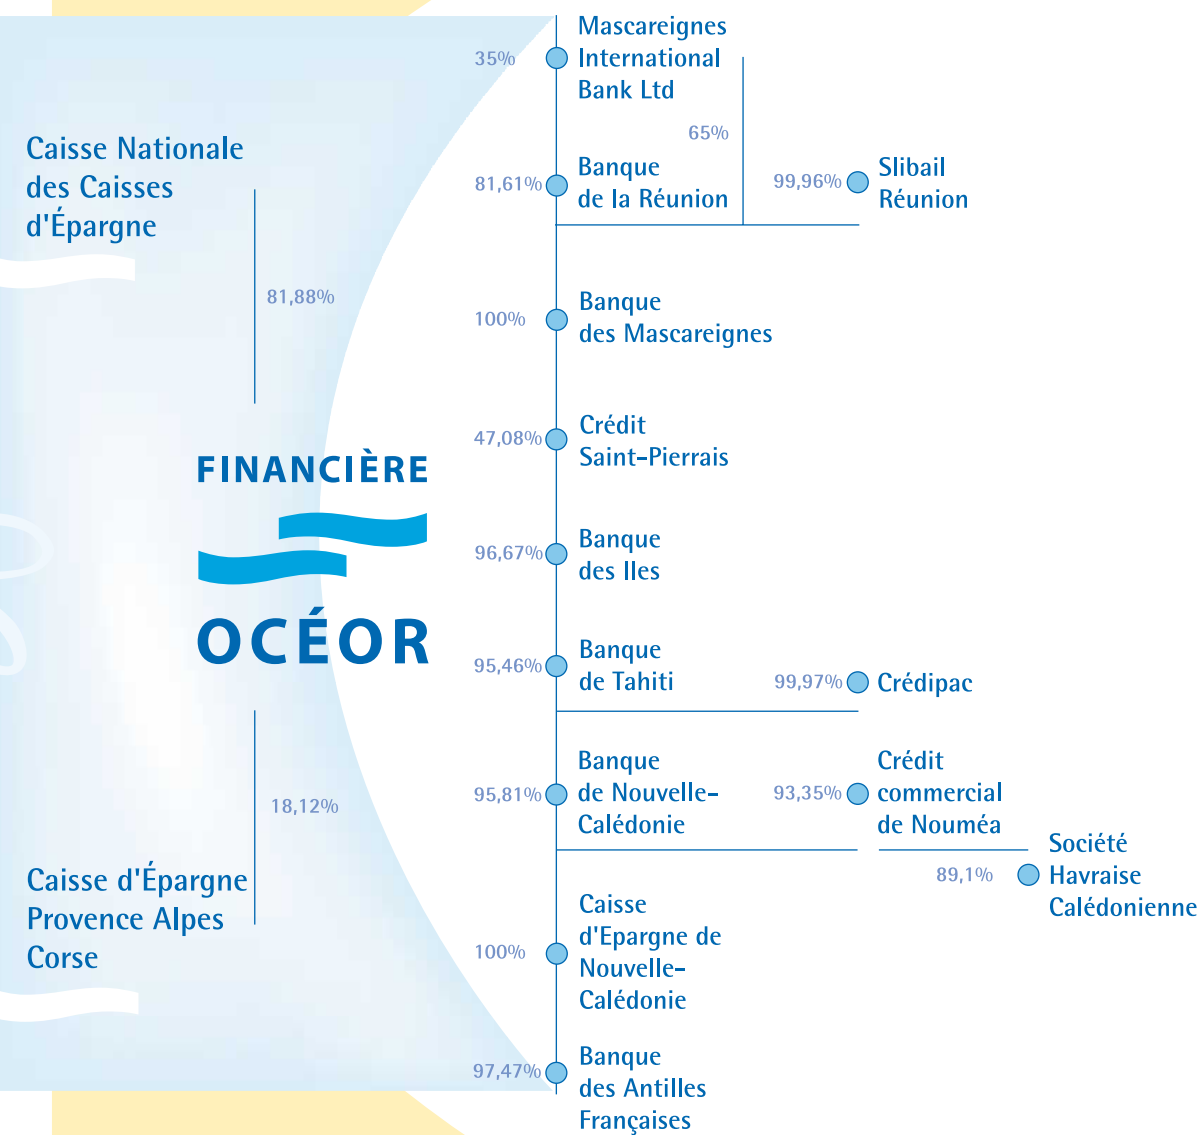 Caisse Nationale
des Caisses
d'Épargne
81,88%
FINANCIÈRE
OCÉOR
18,12%
Caisse d'Épargne
Provence Alpes
Corse
35%
Mascareignes
International
Bank Ltd
65%
81,61%
Banque
de la Réunion
99,96%
Slibail
Réunion
100%
Banque
des Mascareignes
47,08%
Crédit
Saint-Pierrais
96,67%
Banque
des Iles
95,46%
Banque
de Tahiti
99,97%
Crédipac
95,81%
Banque
de Nouvelle-
Calédonie
93,35%
Crédit
commercial
de Nouméa
89,1%
Société
Havraise
Calédonienne
100%
Caisse
d'Epargne de
Nouvelle-
Calédonie
97,47%
Banque
des Antilles
Françaises